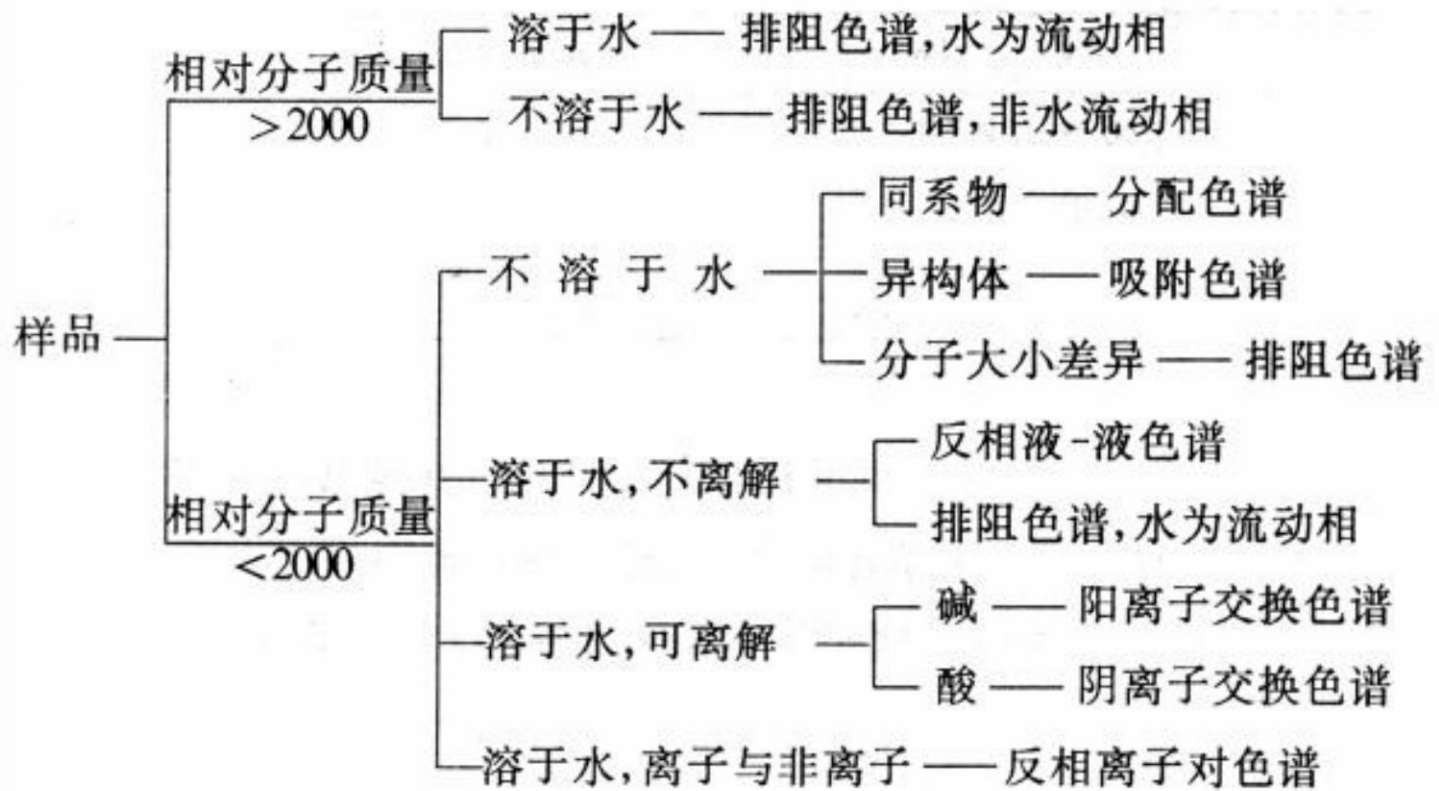 样品
相对分子质量
>2000
溶于水 — 排阻色谱,水为流动相
不溶于水 — 排阻色谱,非水流动相
相对分子质量
<2000
不溶于水
同系物 — 分配色谱
异构体 — 吸附色谱
分子大小差异 — 排阻色谱
溶于水,不离解
反相液-液色谱
排阻色谱,水为流动相
溶于水,可离解
碱 — 阳离子交换色谱
酸 — 阴离子交换色谱
溶于水,离子与非离子 — 反相离子对色谱